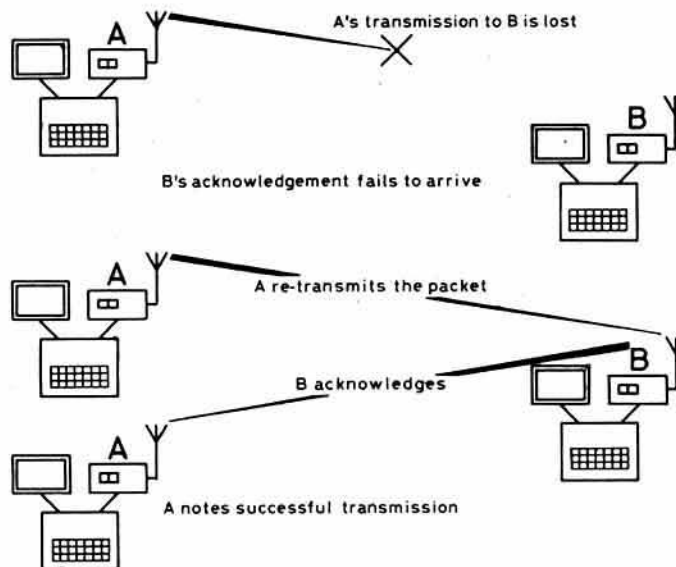 A
A's transmission to B is lost
B
B's acknowledgement fails to arrive
A
A re-transmits the packet
B
B acknowledges
A
A notes successful transmission